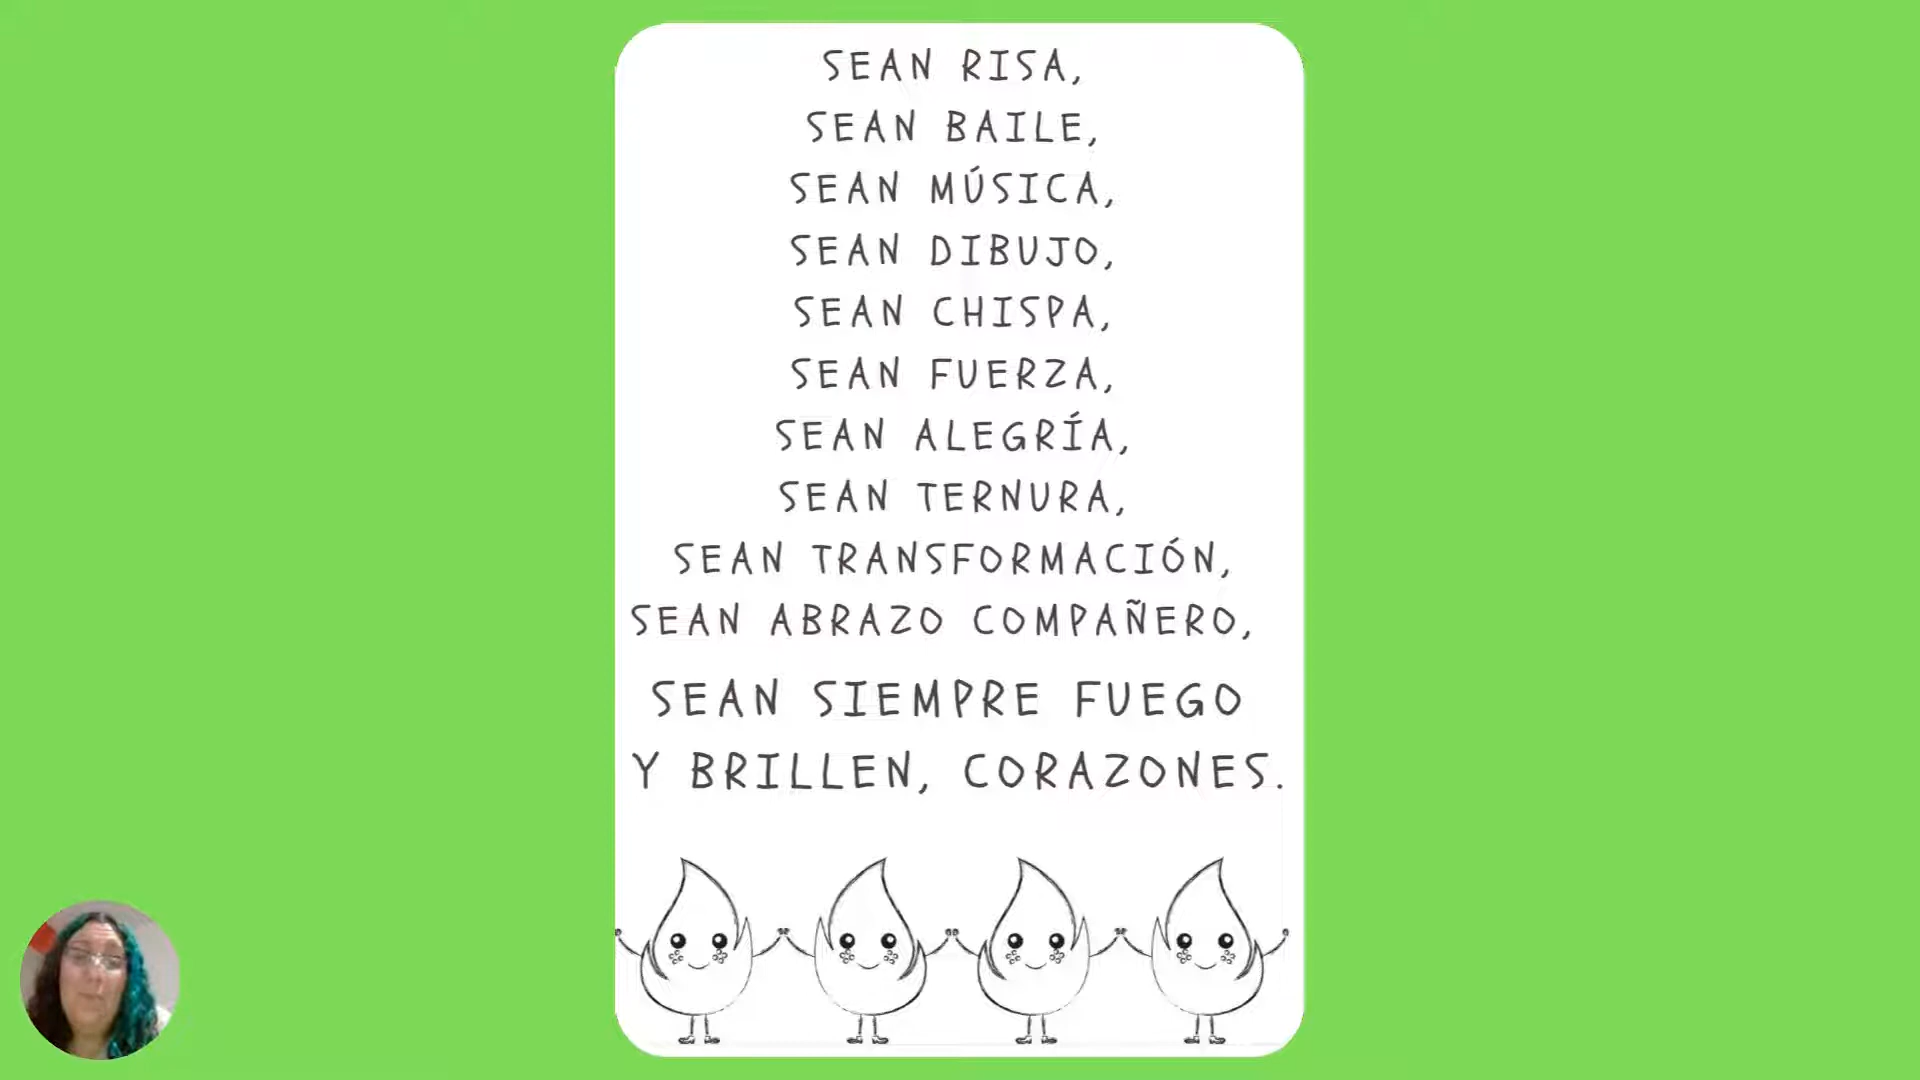 SEAN RISA,
SEAN BAILE,
SEAN MÚSICA,
SEAN DIBUJO,
SEAN CHISPA,
SEAN FUERZA,
SEAN ALEGRÍA,
SEAN TERNURA,
SEAN TRANSFORMACIÓN,
SEAN ABRAZO COMPAÑERO,
SEAN SIEMPRE FUEGO
Y BRILLEN, CORAZONES.